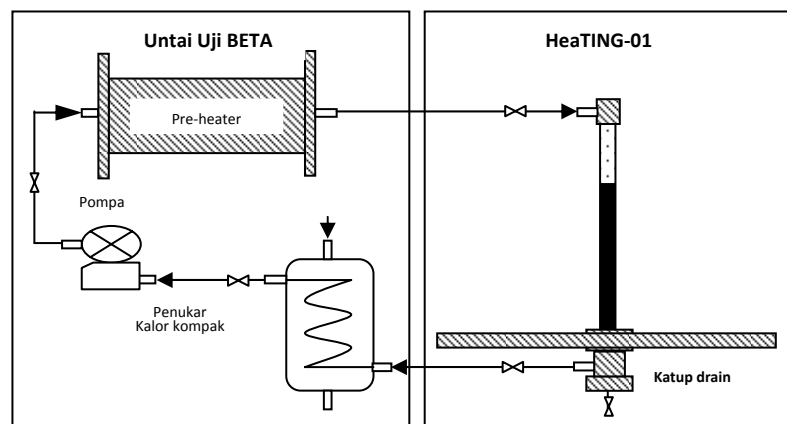 Untai Uji BETA
HeaTING-01
Pre-heater
Pompa
Penukar
Kalor kompak
Katup drain